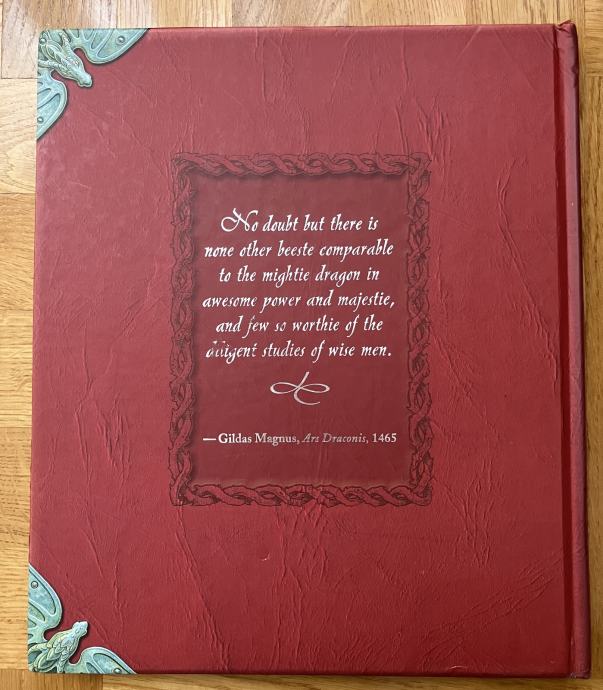 No doubt but there is
none other beeste comparable
to the mightie dragon in
awesome power and majestie,
and few so worthie of the
diligent studies of wise men.
— Gildas Magnus, Ars Draconis, 1465